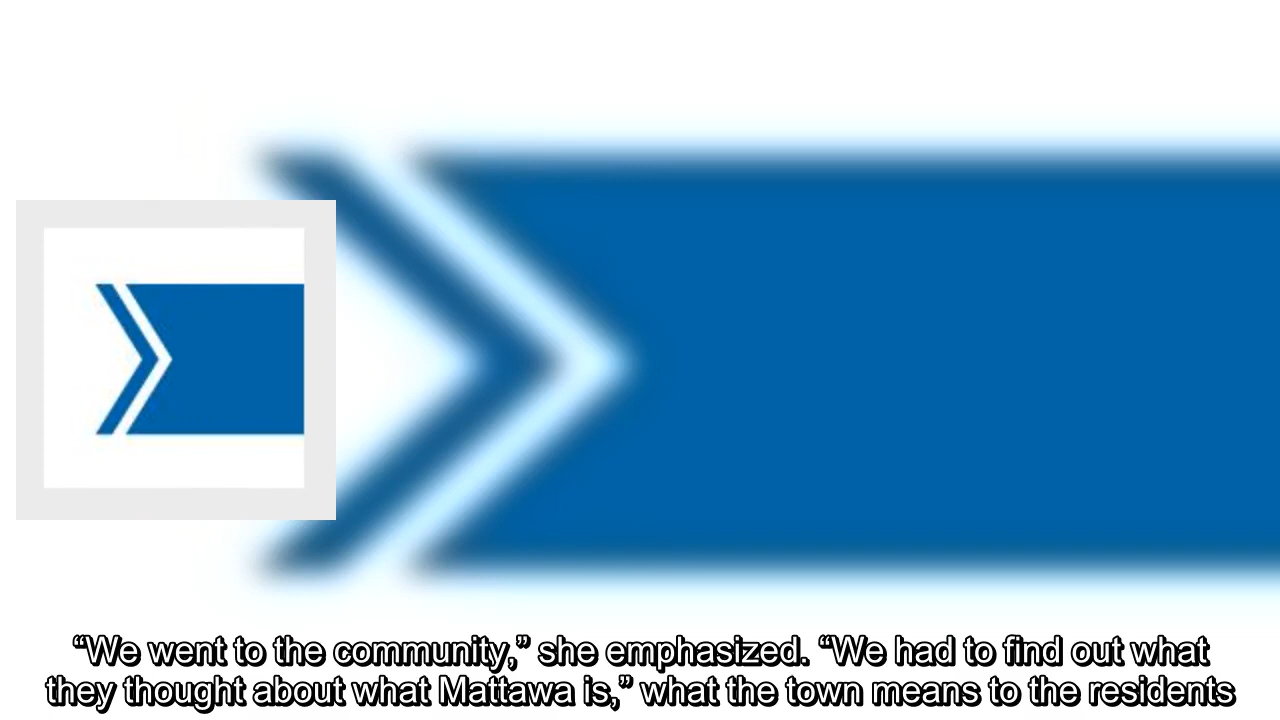 “We went to the community,” she emphasized. “We had to find out what
they thought about what Mattawa is,” what the town means to the residents